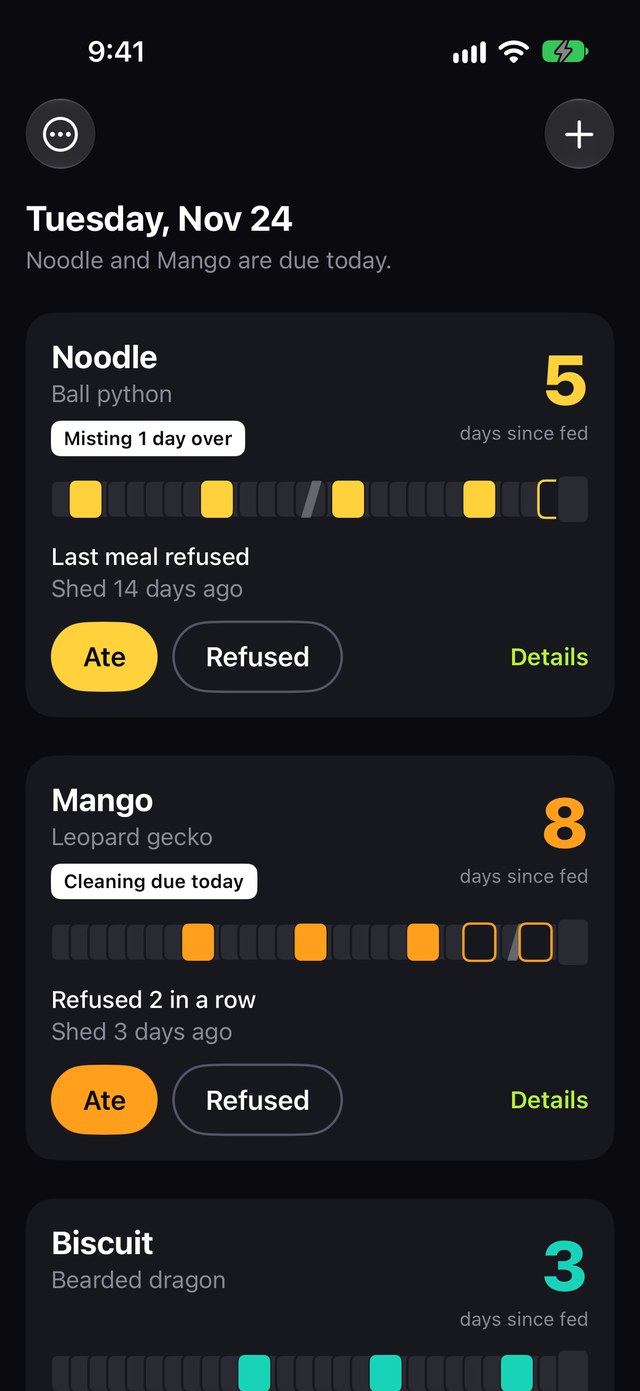 9:41
Tuesday, Nov 24
Noodle and Mango are due today.
Noodle
Ball python
Misting 1 day over
5
days since fed
Last meal refused
Shed 14 days ago
Ate
Refused
Details
Mango
Leopard gecko
Cleaning due today
8
days since fed
Refused 2 in a row
Shed 3 days ago
Ate
Refused
Details
Biscuit
Bearded dragon
3
days since fed